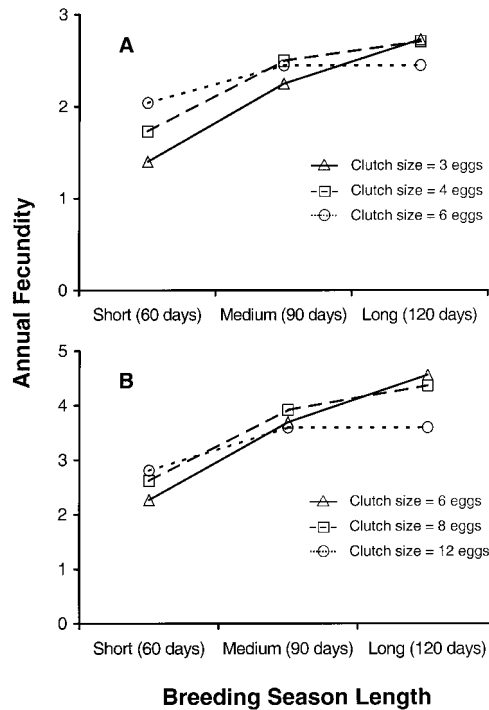 3
A
2
Clutch size = 3 eggs
Clutch size = 4 eggs
1
Clutch size = 6 eggs
0
Short (60 days) Medium (90 days) Long (120 days)
Annual Fecundity
5
B
4
3
Clutch size = 6 eggs
2
Clutch size = 8 eggs
Clutch size = 12 eggs
1
0
Short (60 days) Medium (90 days) Long (120 days)
Breeding Season Length